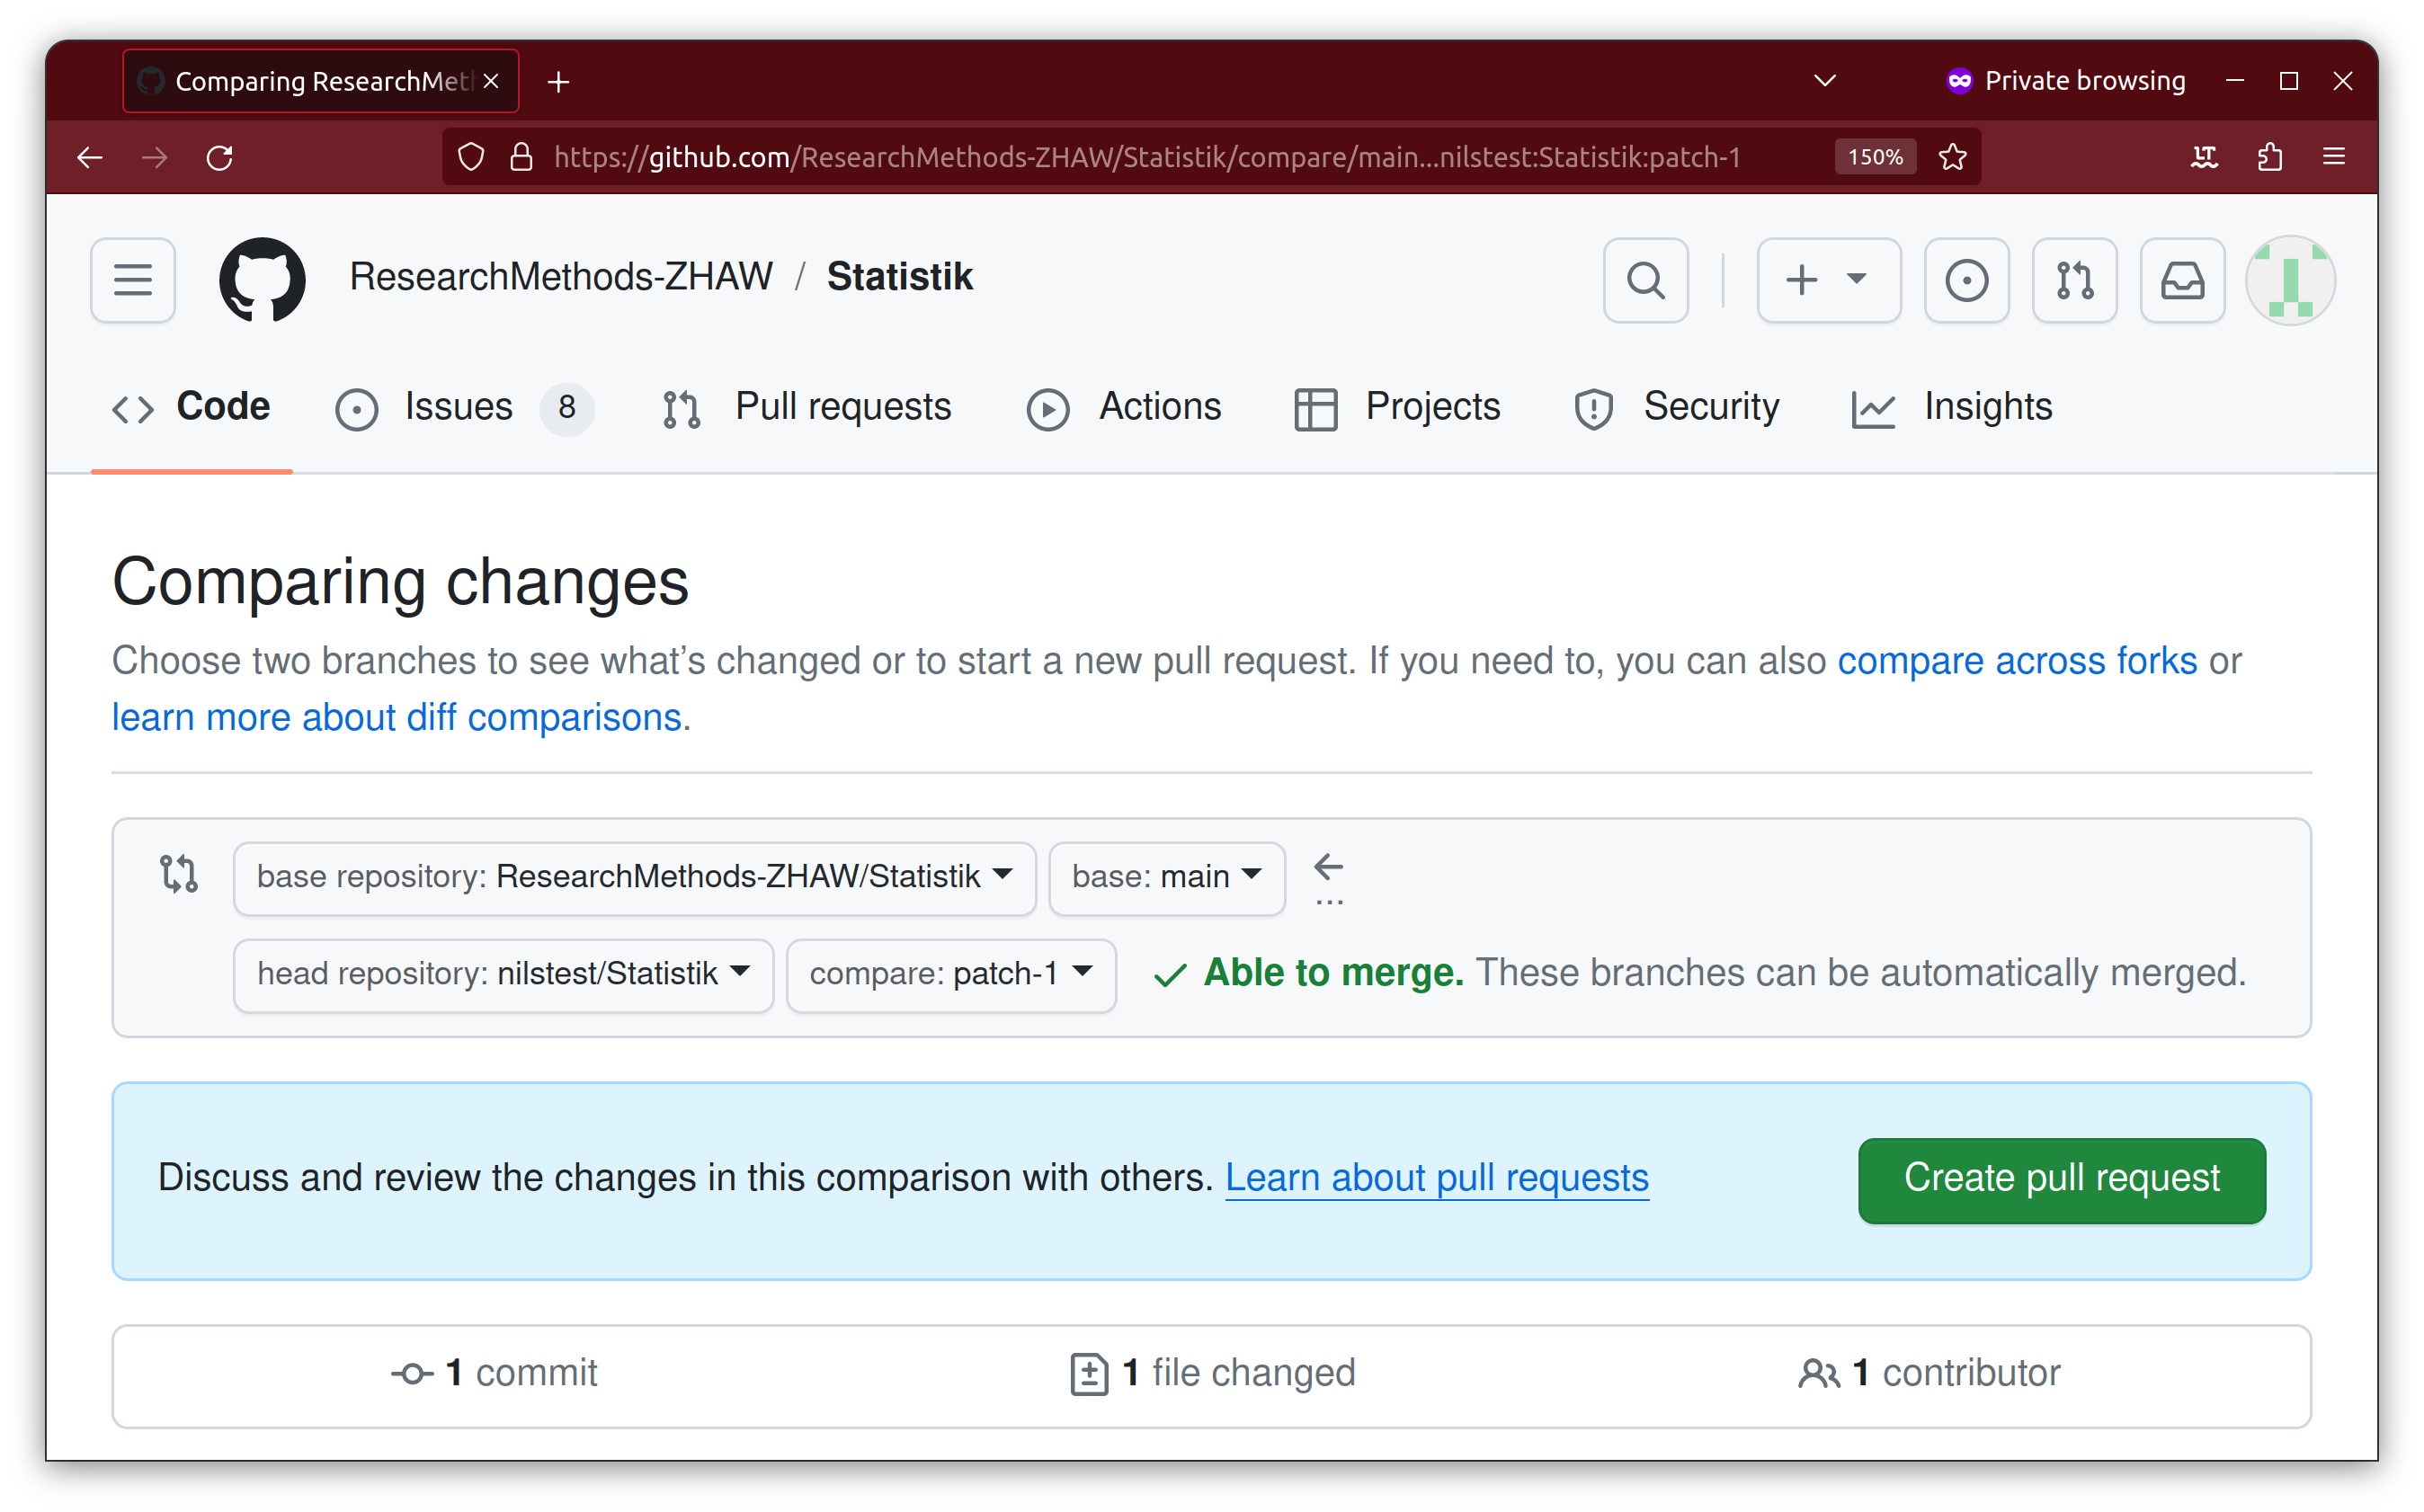 Comparing ResearchMet
Private browsing
https://github.com/ResearchMethods-ZHAW/Statistik/compare/main...nilstest:Statistik:patch-1
150%
LT
ResearchMethods-ZHAW / Statistik
Code
Issues 8
Pull requests
Actions
Projects
Security
Insights
Comparing changes
Choose two branches to see what’s changed or to start a new pull request. If you need to, you can also compare across forks or
learn more about diff comparisons.
base repository: ResearchMethods-ZHAW/Statistik
base: main
...
head repository: nilstest/Statistik
compare: patch-1
Able to merge. These branches can be automatically merged.
Discuss and review the changes in this comparison with others. Learn about pull requests
Create pull request
1 commit
1 file changed
1 contributor